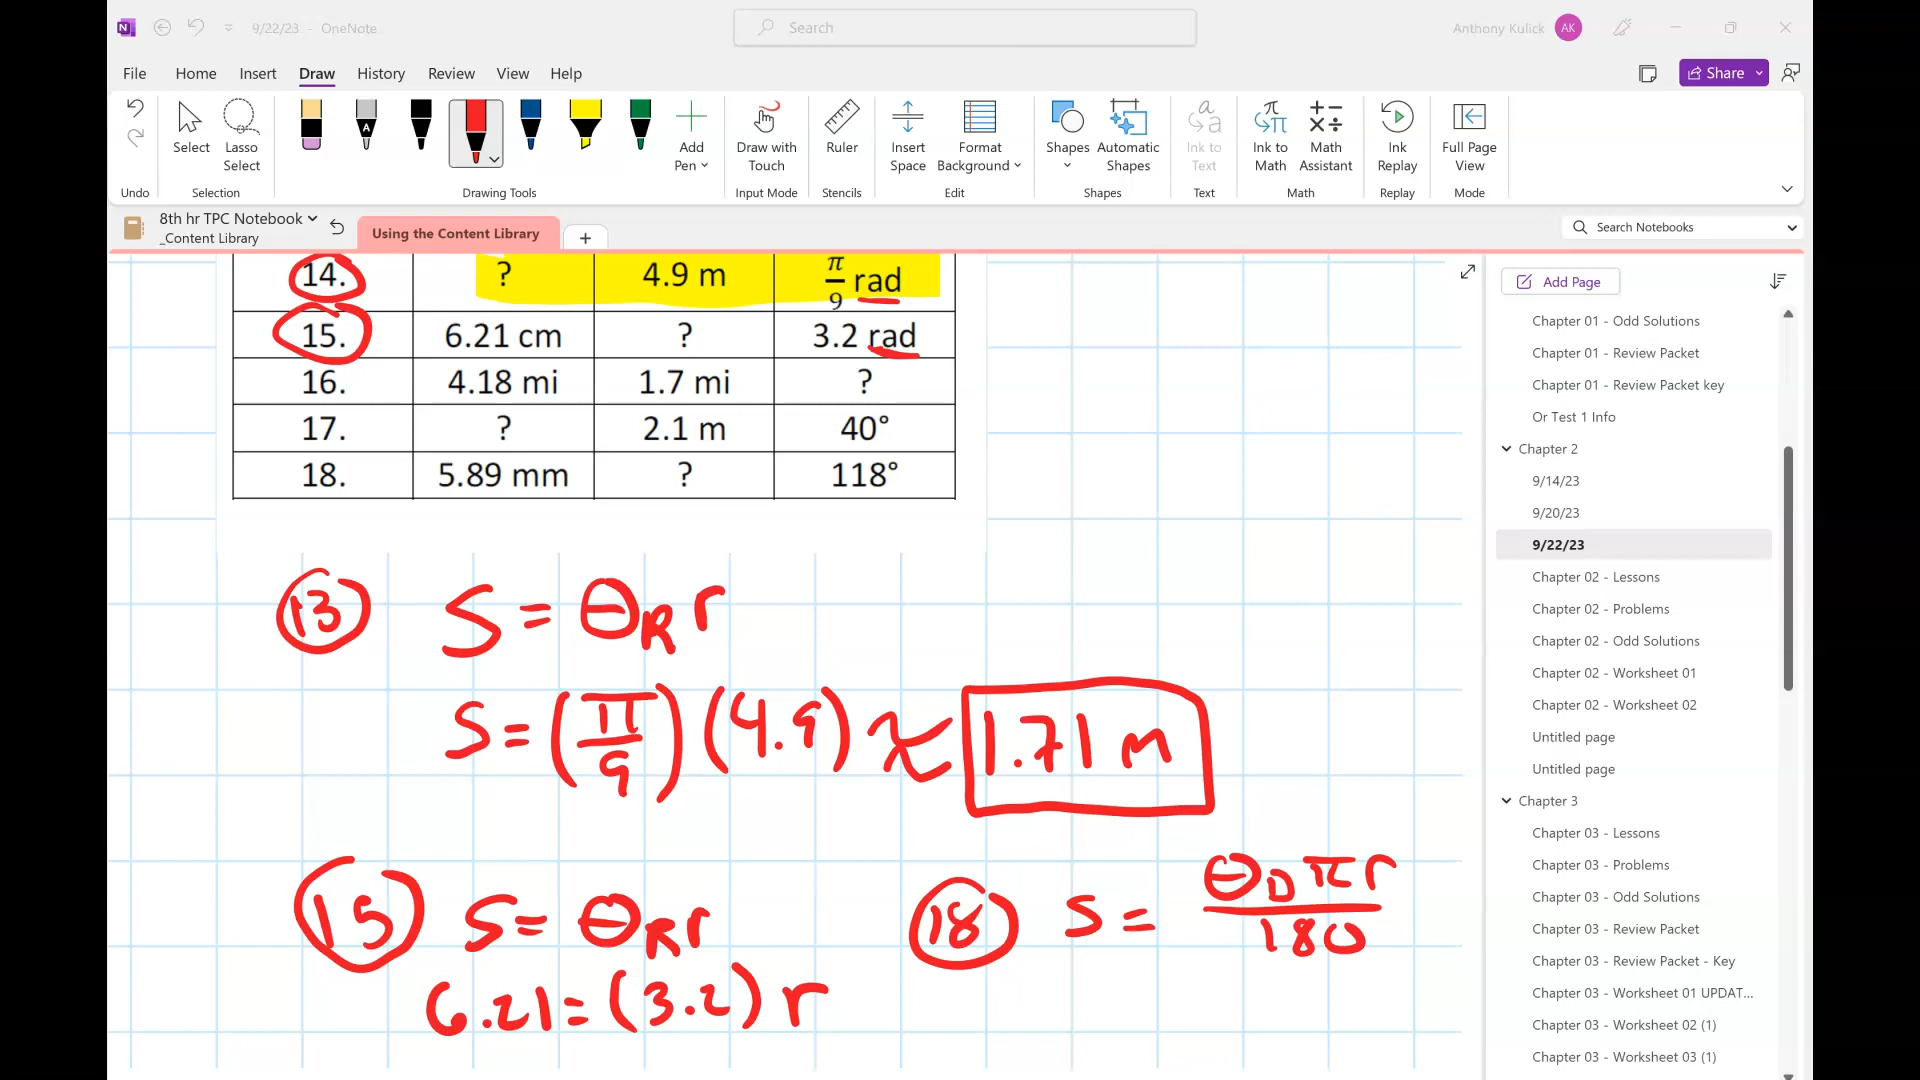 9/22/23 - OneNote
Search
Anthony Kulick AK
File Home Insert Draw History Review View Help
Share
Undo
Select
Lasso Select
Selection
A
Drawing Tools
Add Pen
Draw with Touch
Input Mode
Ruler
Stencils
Insert Space
Format Background
Edit
Shapes
Automatic Shapes
Shapes
Ink to Text
Text
Ink to Math
Math Assistant
Math
Ink Replay
Replay
Full Page View
Mode
8th hr TPC Notebook
_Content Library
Using the Content Library
+
Search Notebooks
14. ? 4.9 m π/9 rad
15. 6.21 cm ? 3.2 rad
16. 4.18 mi 1.7 mi ?
17. ? 2.1 m 40°
18. 5.89 mm ? 118°
13 S = θR r
S = (π/9)(4.9) ≈ 1.71 m
15 S = θR r
6.21 = (3.2) r
18 S = θD π r / 180
Add Page
Chapter 01 - Odd Solutions
Chapter 01 - Review Packet
Chapter 01 - Review Packet key
Or Test 1 Info
Chapter 2
9/14/23
9/20/23
9/22/23
Chapter 02 - Lessons
Chapter 02 - Problems
Chapter 02 - Odd Solutions
Chapter 02 - Worksheet 01
Chapter 02 - Worksheet 02
Untitled page
Untitled page
Chapter 3
Chapter 03 - Lessons
Chapter 03 - Problems
Chapter 03 - Odd Solutions
Chapter 03 - Review Packet
Chapter 03 - Review Packet - Key
Chapter 03 - Worksheet 01 UPDAT...
Chapter 03 - Worksheet 02 (1)
Chapter 03 - Worksheet 03 (1)